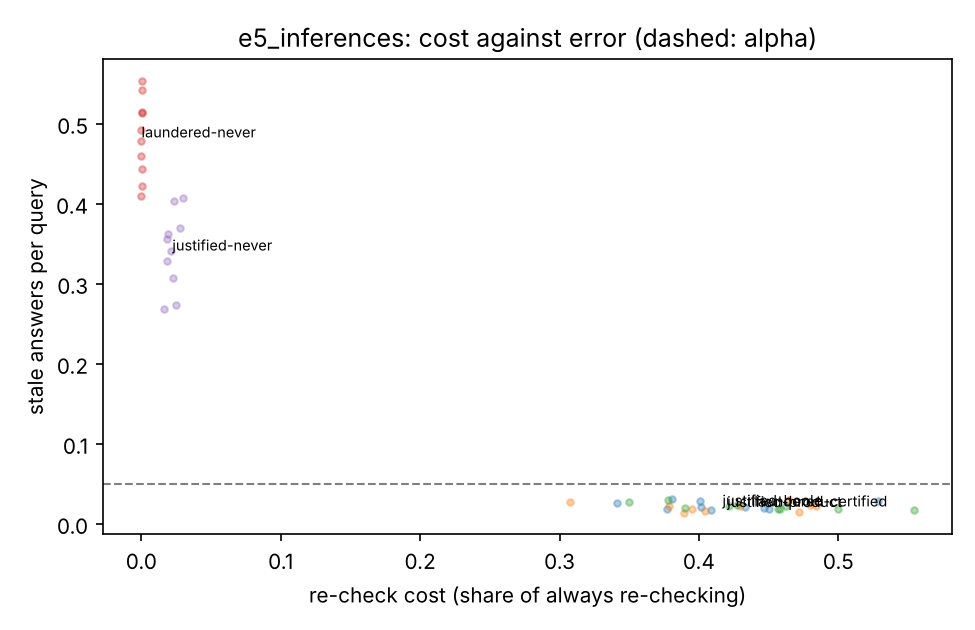 e5_inferences: cost against error (dashed: alpha)
stale answers per query
0.5
0.4
0.3
0.2
0.1
0.0
laundered-never
justified-never
0.0 0.1 0.2 0.3 0.4 0.5
re-check cost (share of always re-checking)